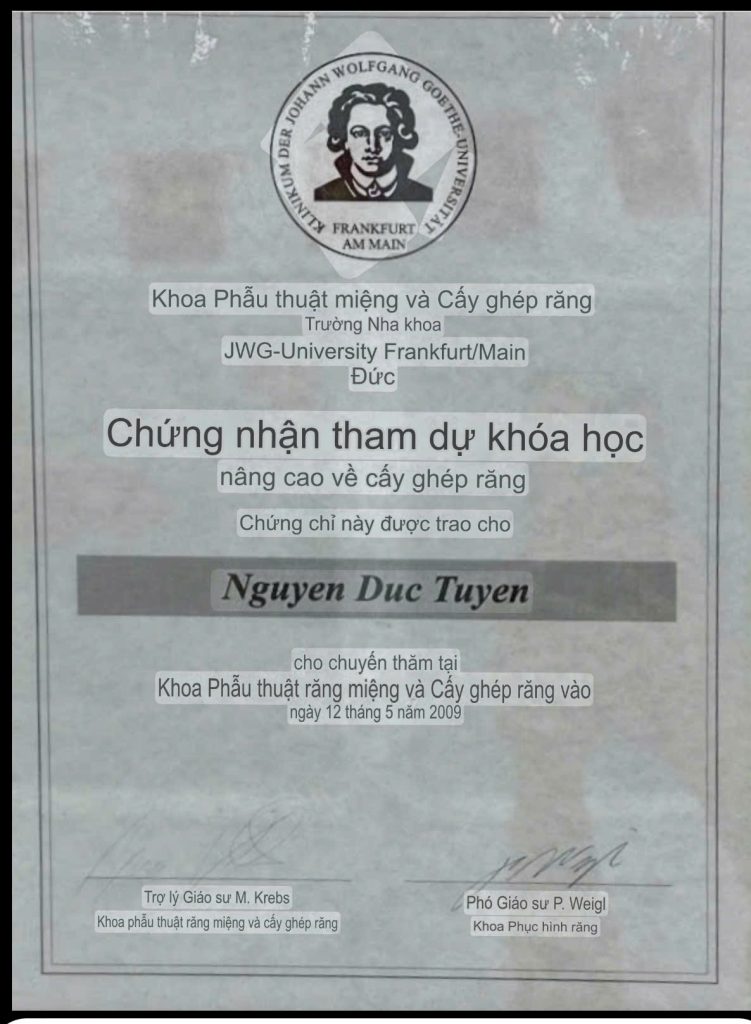 KLINIKUM DER JOHANN WOLFGANG GOETHE-UNIVERSITÄT
FRANKFURT
AM MAIN
Khoa Phẫu thuật miệng và Cấy ghép răng
Trường Nha khoa
JWG-University Frankfurt/Main
Đức
Chứng nhận tham dự khóa học
nâng cao về cấy ghép răng
Chứng chỉ này được trao cho
Nguyen Duc Tuyen
cho chuyến thăm tại
Khoa Phẫu thuật răng miệng và Cấy ghép răng vào
ngày 12 tháng 5 năm 2009
Trợ lý Giáo sư M. Krebs
Khoa phẫu thuật răng miệng và cấy ghép răng
Phó Giáo sư P. Weigl
Khoa Phục hình răng